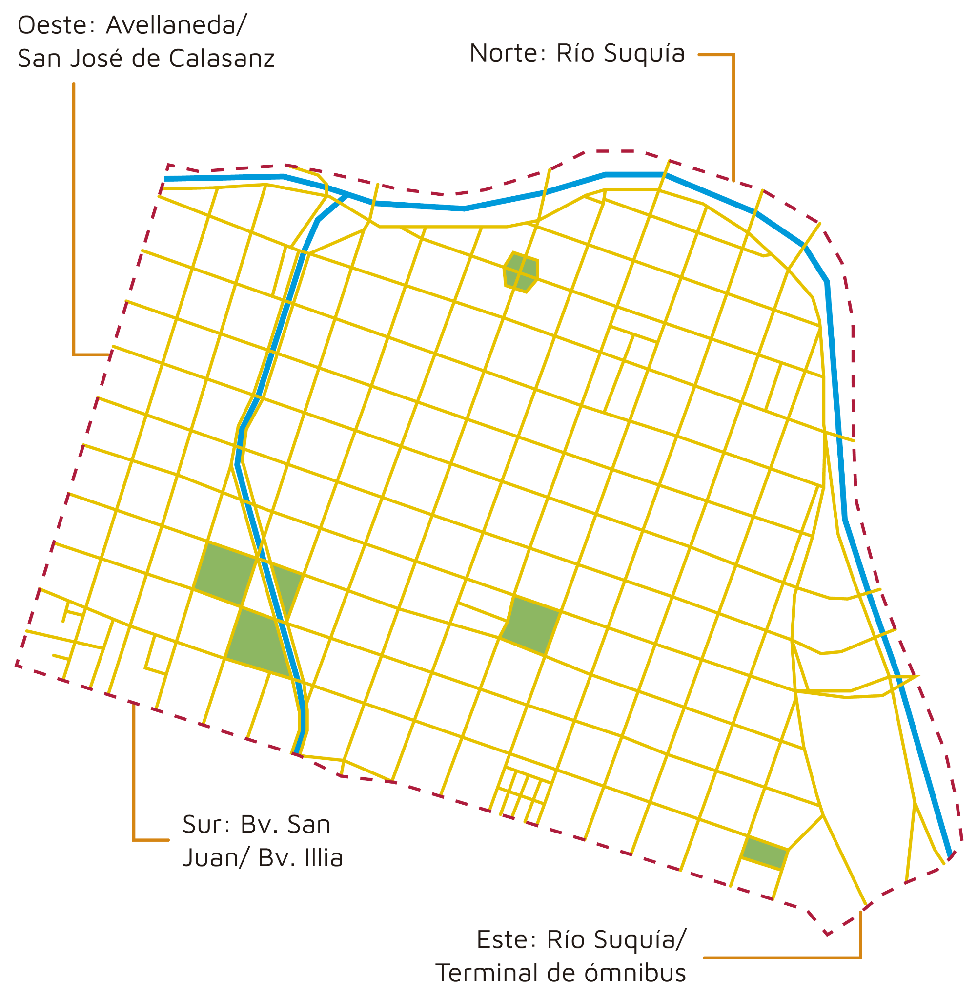 Oeste: Avellaneda/
San José de Calasanz
Norte: Río Suquía
Sur: Bv. San
Juan/ Bv. Illia
Este: Río Suquía/
Terminal de ómnibus